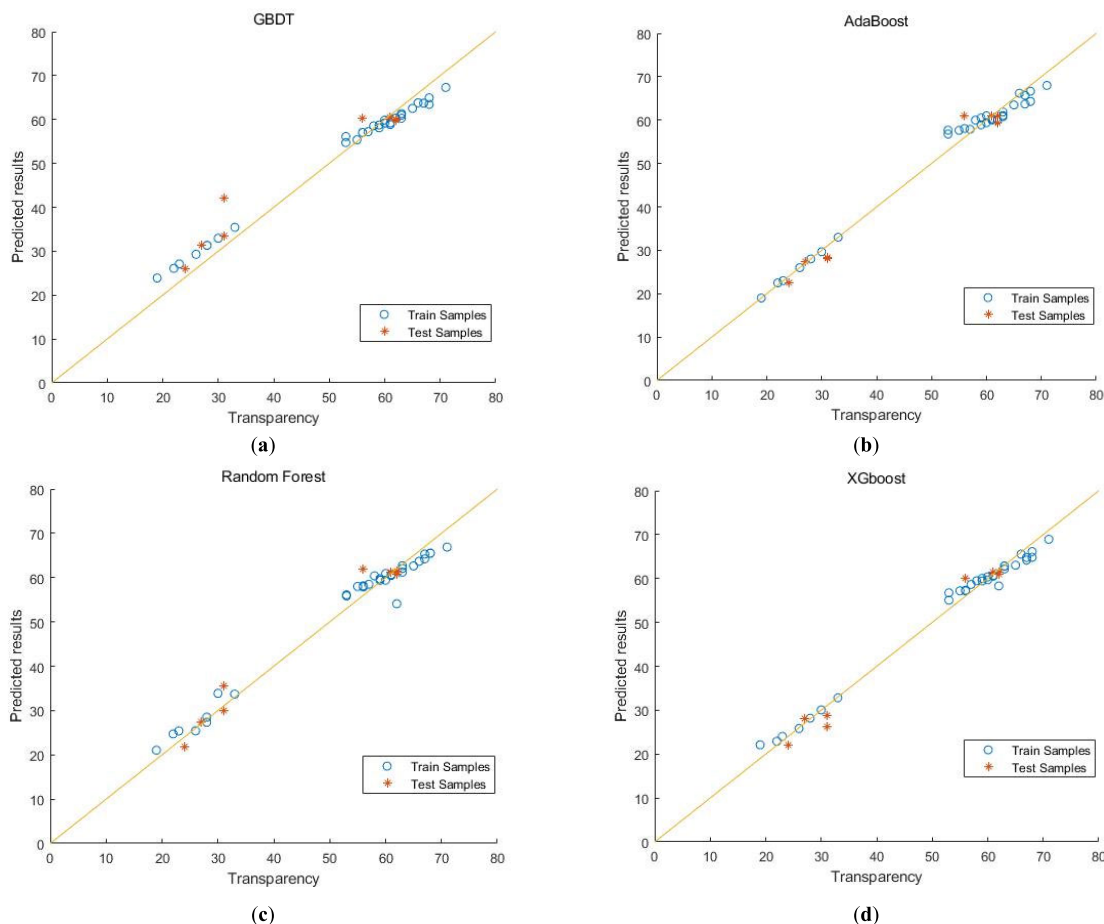 GBDT
80
70
60
50
40
30
20
10
0
Predicted results
Train Samples
Test Samples
0 10 20 30 40 50 60 70 80
Transparency
(a)
AdaBoost
80
70
60
50
40
30
20
10
0
Predicted results
Train Samples
Test Samples
0 10 20 30 40 50 60 70 80
Transparency
(b)
Random Forest
80
70
60
50
40
30
20
10
0
Predicted results
Train Samples
Test Samples
0 10 20 30 40 50 60 70 80
Transparency
(c)
XGboost
80
70
60
50
40
30
20
10
0
Predicted results
Train Samples
Test Samples
0 10 20 30 40 50 60 70 80
Transparency
(d)